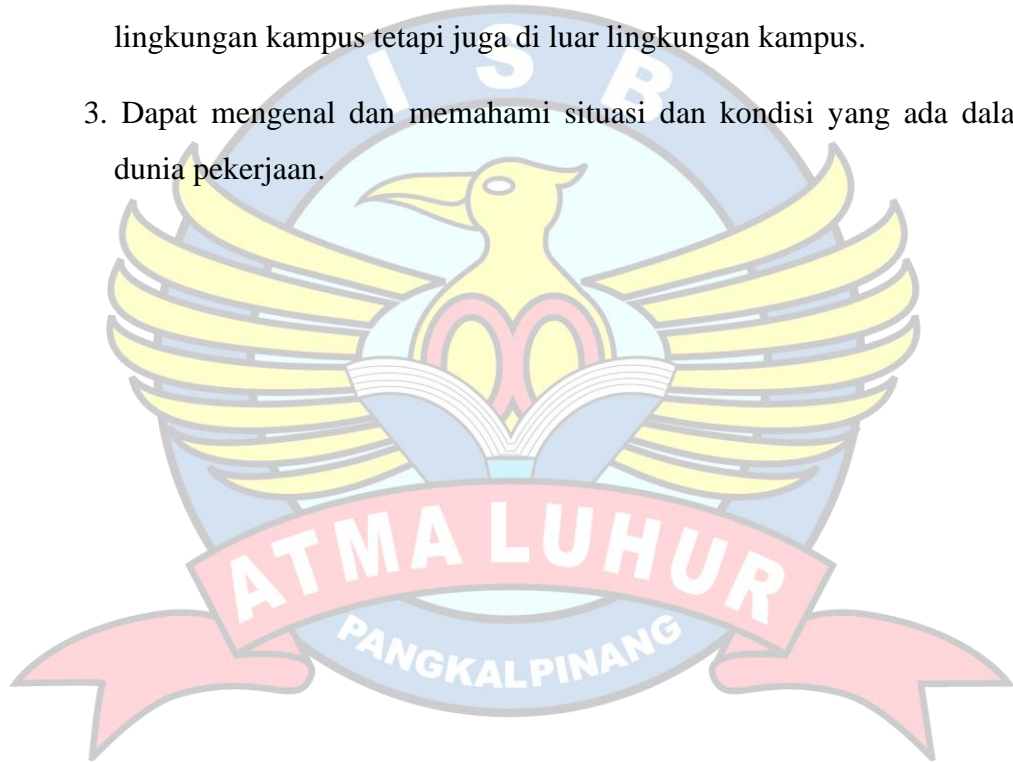 lingkungan kampus tetapi juga di luar lingkungan kampus.
3. Dapat mengenal dan memahami situasi dan kondisi yang ada dala
dunia pekerjaan.
I S B
ATMA LUHUR
PANGKALPINANG